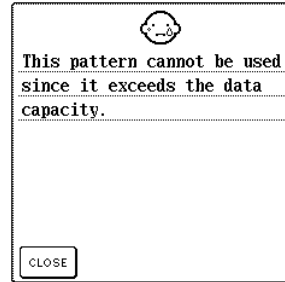 This pattern cannot be used
since it exceeds the data
capacity.
CLOSE